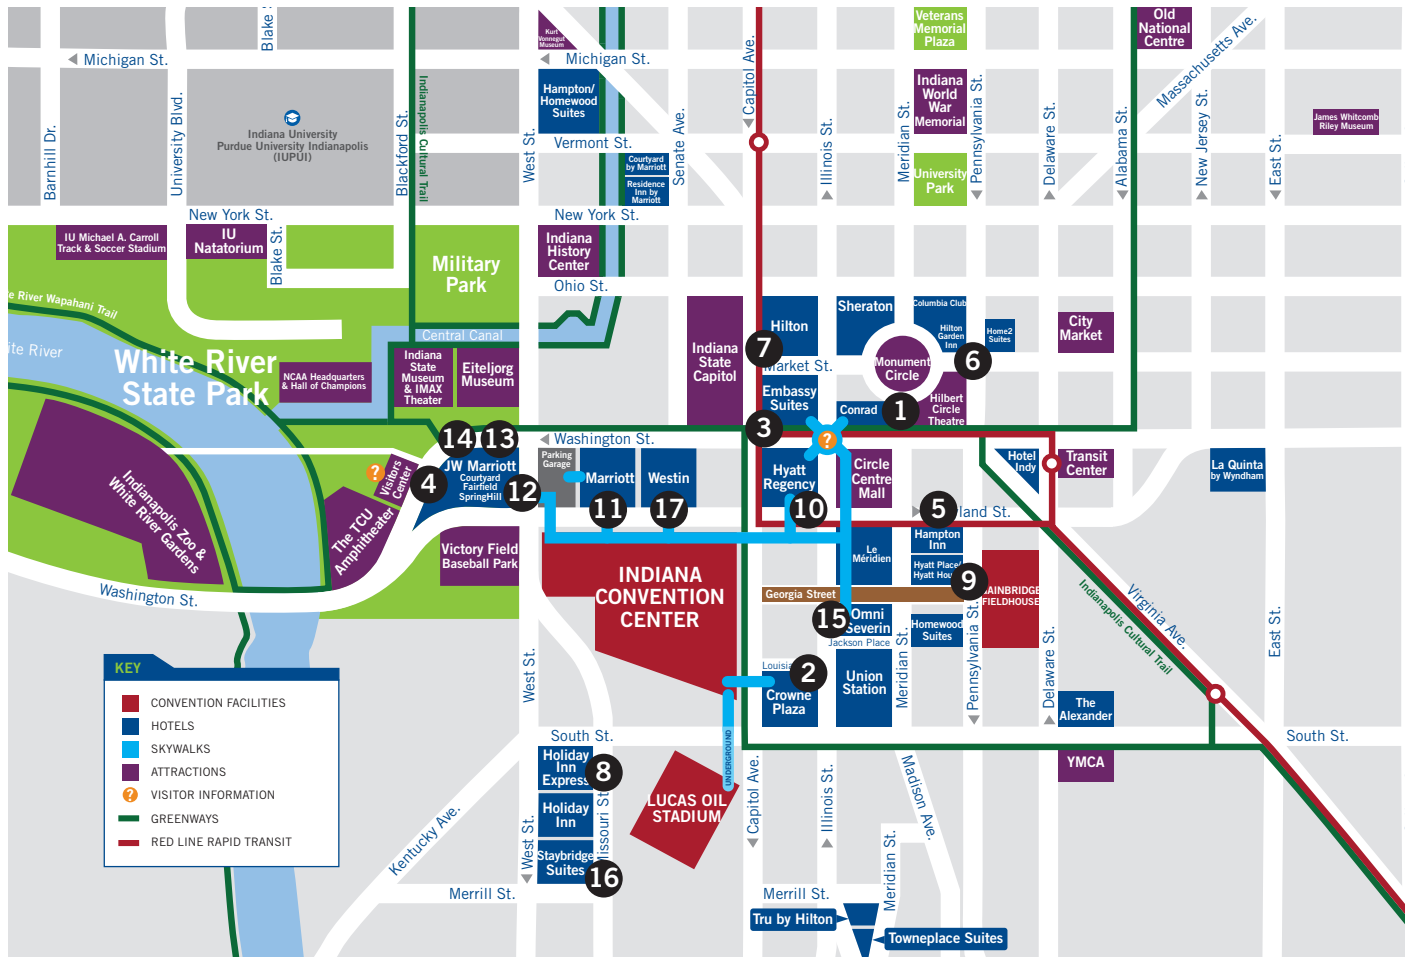 Blake S
Michigan St.
Barnhill Dr.
University Blvd.
Indiana University
Purdue University Indianapolis
(IUPUI)
Blackford St.
Indianapolis Cultural Trail
West St.
Kurt
Vonnegut
Museum
Michigan St.
Hampton/
Homewood
Suites
Vermont St.
Courtyard
by Marriott
Residence
Inn by
Marriott
Senate Ave.
Capitol Ave.
Illinois St.
Meridian St.
Veterans
Memorial
Plaza
Indiana
World
War
Memorial
University
Park
Pennsylvania St.
Delaware St.
Alabama St.
Old
National
Centre
Massachusetts Ave.
New Jersey St.
East St.
James Whitcomb
Riley Museum
New York St.
New York St.
IU Michael A. Carroll
Track & Soccer Stadium
IU
Natatorium
Blake St.
Military
Park
Indiana
History
Center
Ohio St.
te River Wapahani Trail
ite River
White River
State Park
Central Canal
NCAA Headquarters
& Hall of Champions
Indiana
State
Museum
& IMAX
Theater
Eiteljorg
Museum
Indiana
State
Capitol
Hilton
7
Market St.
Embassy
Suites
3
Sheraton
Columbia Club
Hilton
Garden
Inn
Home2
Suites
6
Monument
Circle
Conrad
1
Hilbert
Circle
Theatre
City
Market
14
13
Washington St.
JW Marriott
Courtyard
Fairfield
SpringHill
4
12
Visitors
Center
?
The TCU
Amphitheater
Indianapolis Zoo &
White River Gardens
Washington St.
Victory Field
Baseball Park
Parking
Garage
Marriott
11
Westin
17
?
Hyatt
Regency
10
Circle
Centre
Mall
Hotel
Indy
Transit
Center
La Quinta
by Wyndham
5
land St.
INDIANA
CONVENTION
CENTER
Le
Méridien
Hampton
Inn
Hyatt Place/
Hyatt Hou
9
Georgia Street
AINBRIDGE
FIELDHOUSE
15
Omni
Severin
Jackson Place
Homewood
Suites
Louisia
2
Crowne
Plaza
Union
Station
Meridian St.
Pennsylvania St.
Delaware St.
Virginia Ave.
Indianapolis Cultural Trail
East St.
The
Alexander
YMCA
West St.
South St.
South St.
UNDERGROUND
LUCAS OIL
STADIUM
Holiday
Inn
Express
8
Holiday
Inn
Staybridge
Suites
16
West St.
issouri St
Kentucky Ave.
Merrill St.
Capitol Ave.
Illinois St.
Madison Ave.
Meridian St.
Merrill St.
Tru by Hilton
Towneplace Suites
KEY
CONVENTION FACILITIES
HOTELS
SKYWALKS
ATTRACTIONS
? VISITOR INFORMATION
GREENWAYS
RED LINE RAPID TRANSIT